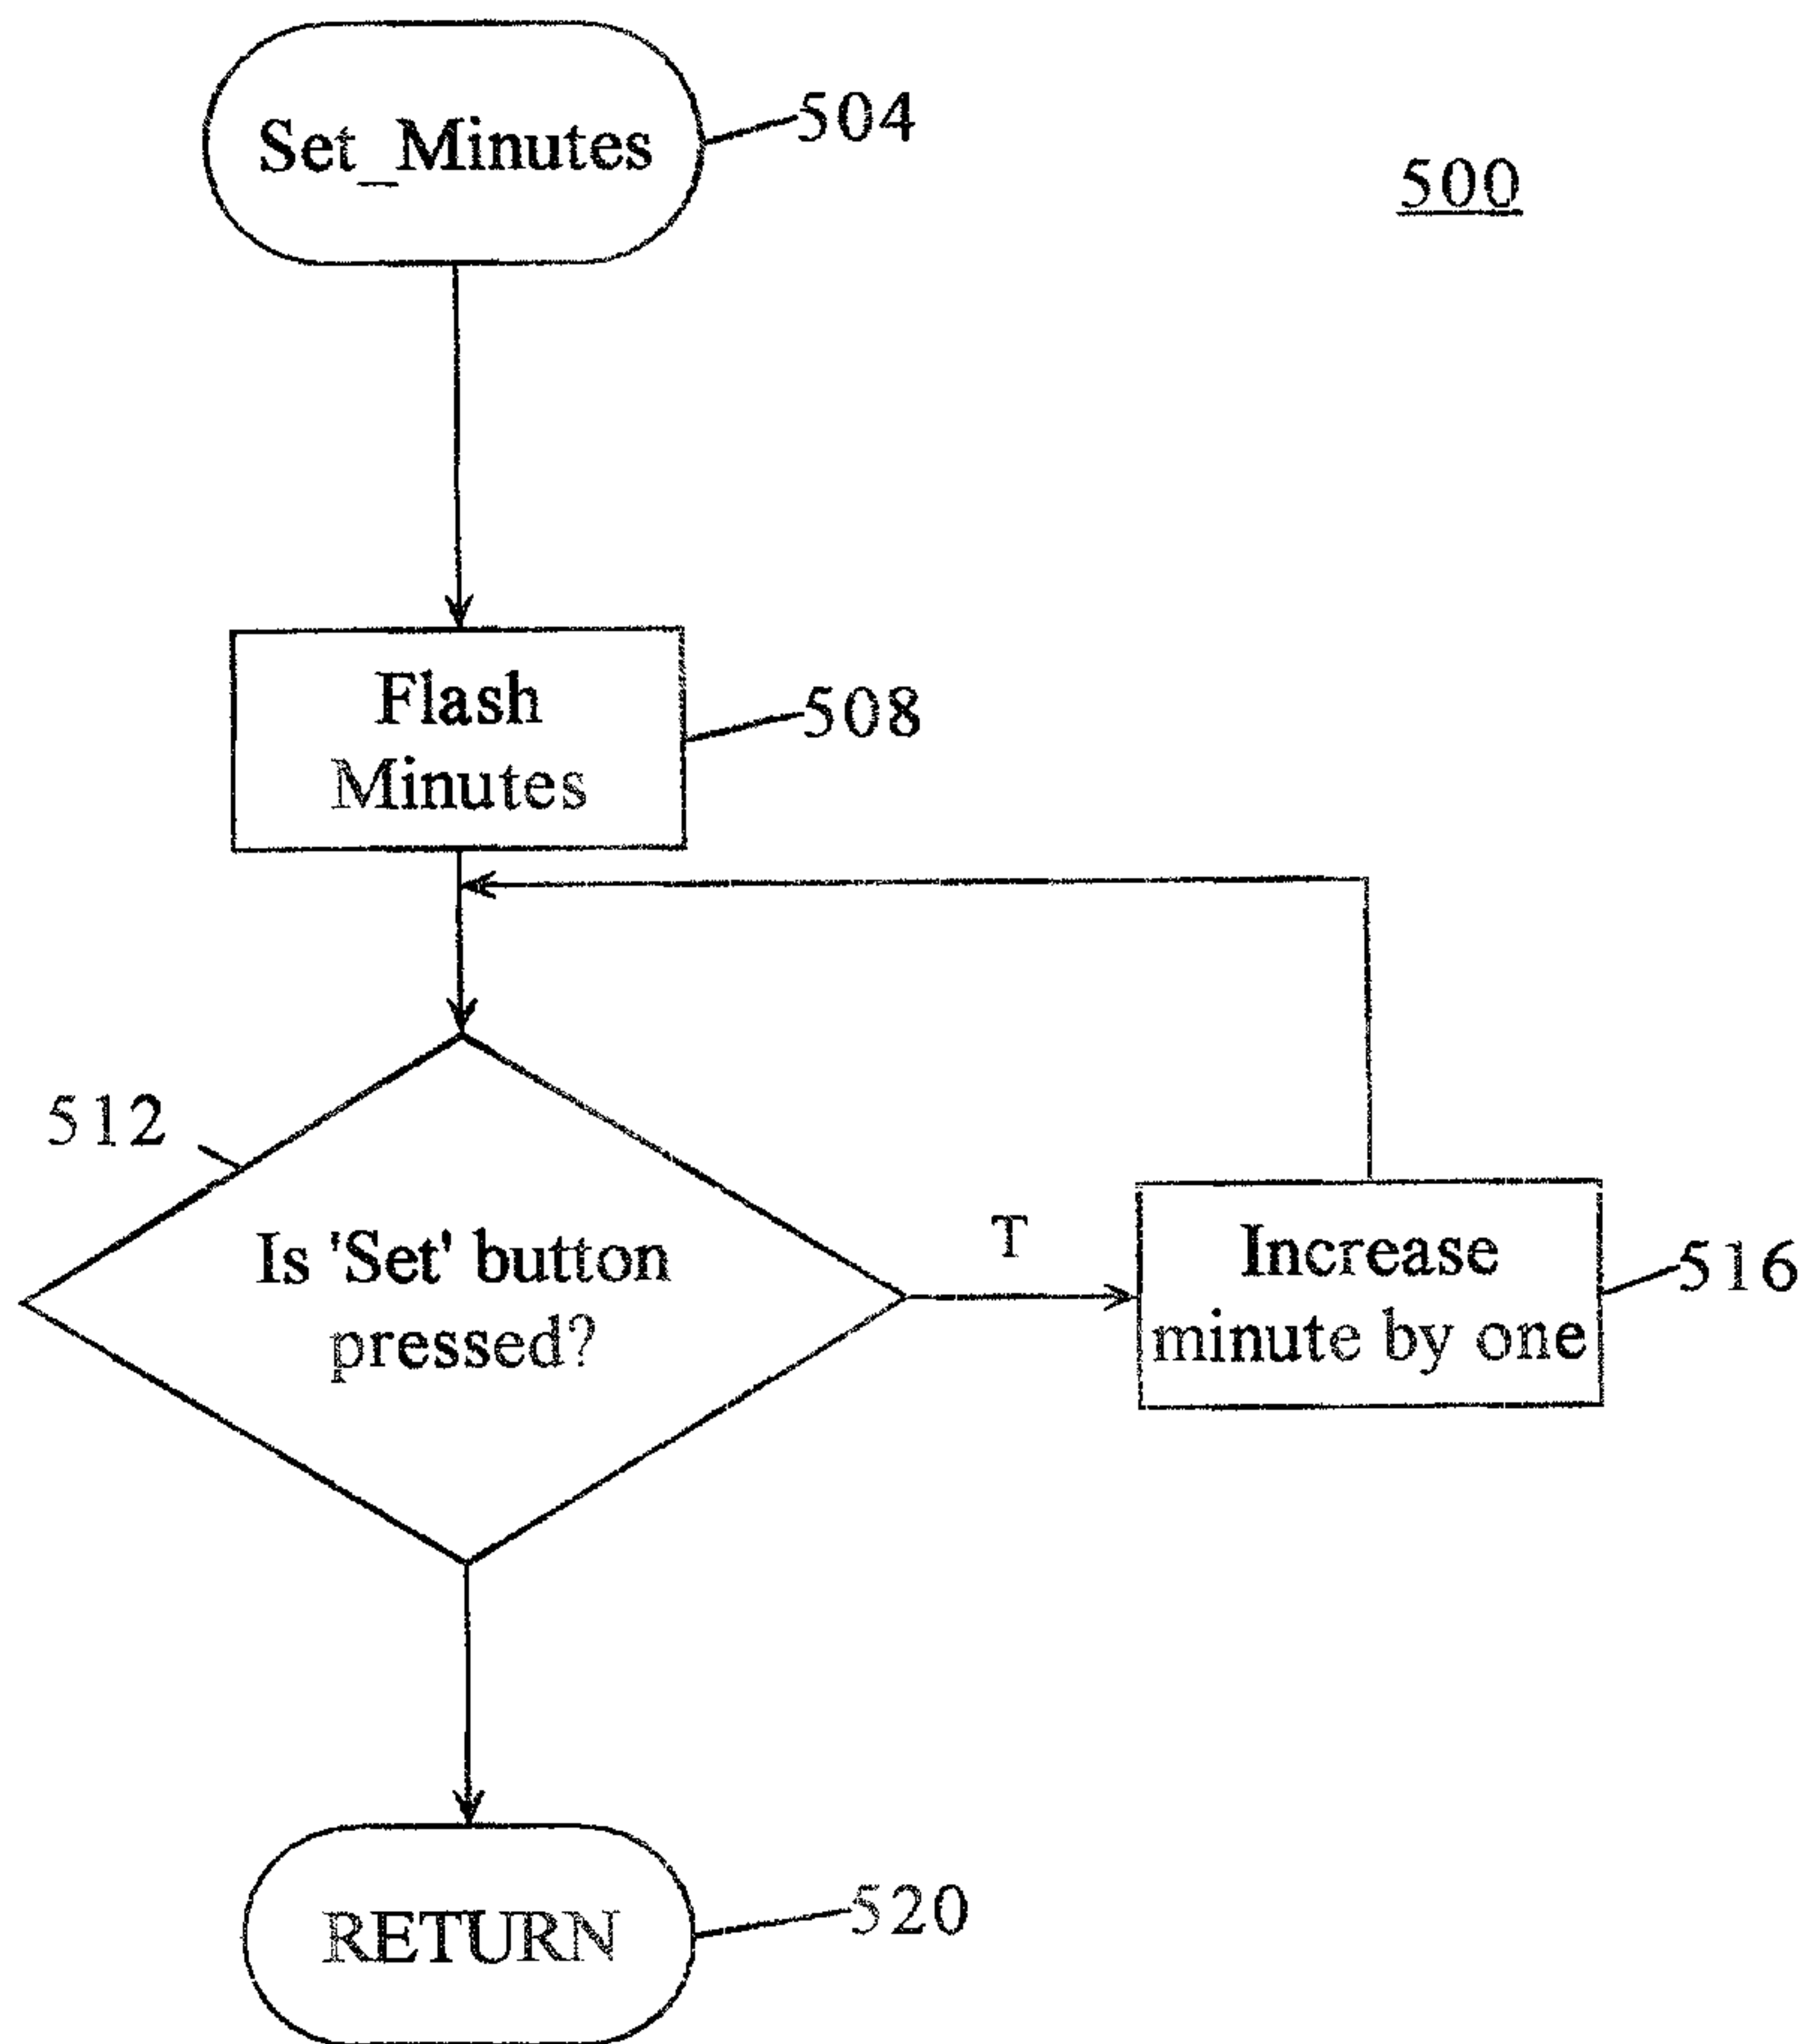 Set_Minutes
504
500
Flash
Minutes
508
512
Is 'Set' button
pressed?
T
Increase
minute by one
516
RETURN
520